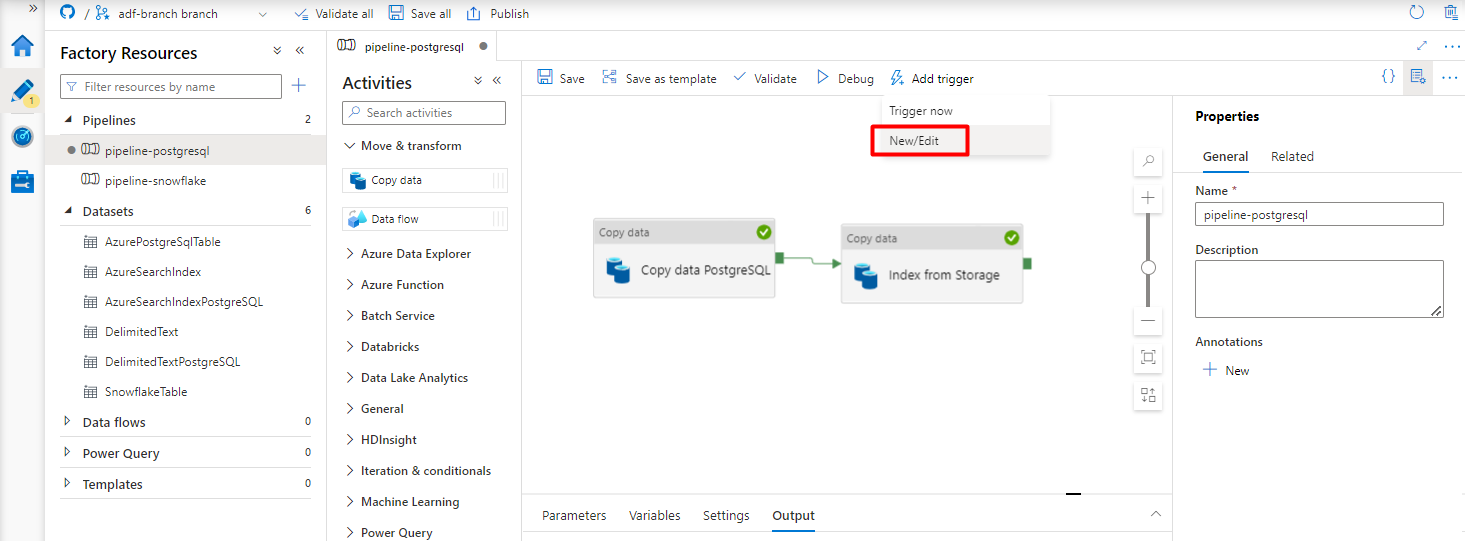 / adf-branch branch
Validate all
Save all
Publish
1
Factory Resources
Filter resources by name
Pipelines 2
pipeline-postgresql
pipeline-snowflake
Datasets 6
AzurePostgreSqlTable
AzureSearchIndex
AzureSearchIndexPostgreSQL
DelimitedText
DelimitedTextPostgreSQL
SnowflakeTable
Data flows 0
Power Query 0
Templates 0
pipeline-postgresql
Activities
Search activities
Move & transform
Copy data
Data flow
Azure Data Explorer
Azure Function
Batch Service
Databricks
Data Lake Analytics
General
HDInsight
Iteration & conditionals
Machine Learning
Power Query
Save
Save as template
Validate
Debug
Add trigger
{}
Trigger now
New/Edit
Copy data
Copy data PostgreSQL
Copy data
Index from Storage
Parameters
Variables
Settings
Output
Properties
General
Related
Name *
pipeline-postgresql
Description
Annotations
New